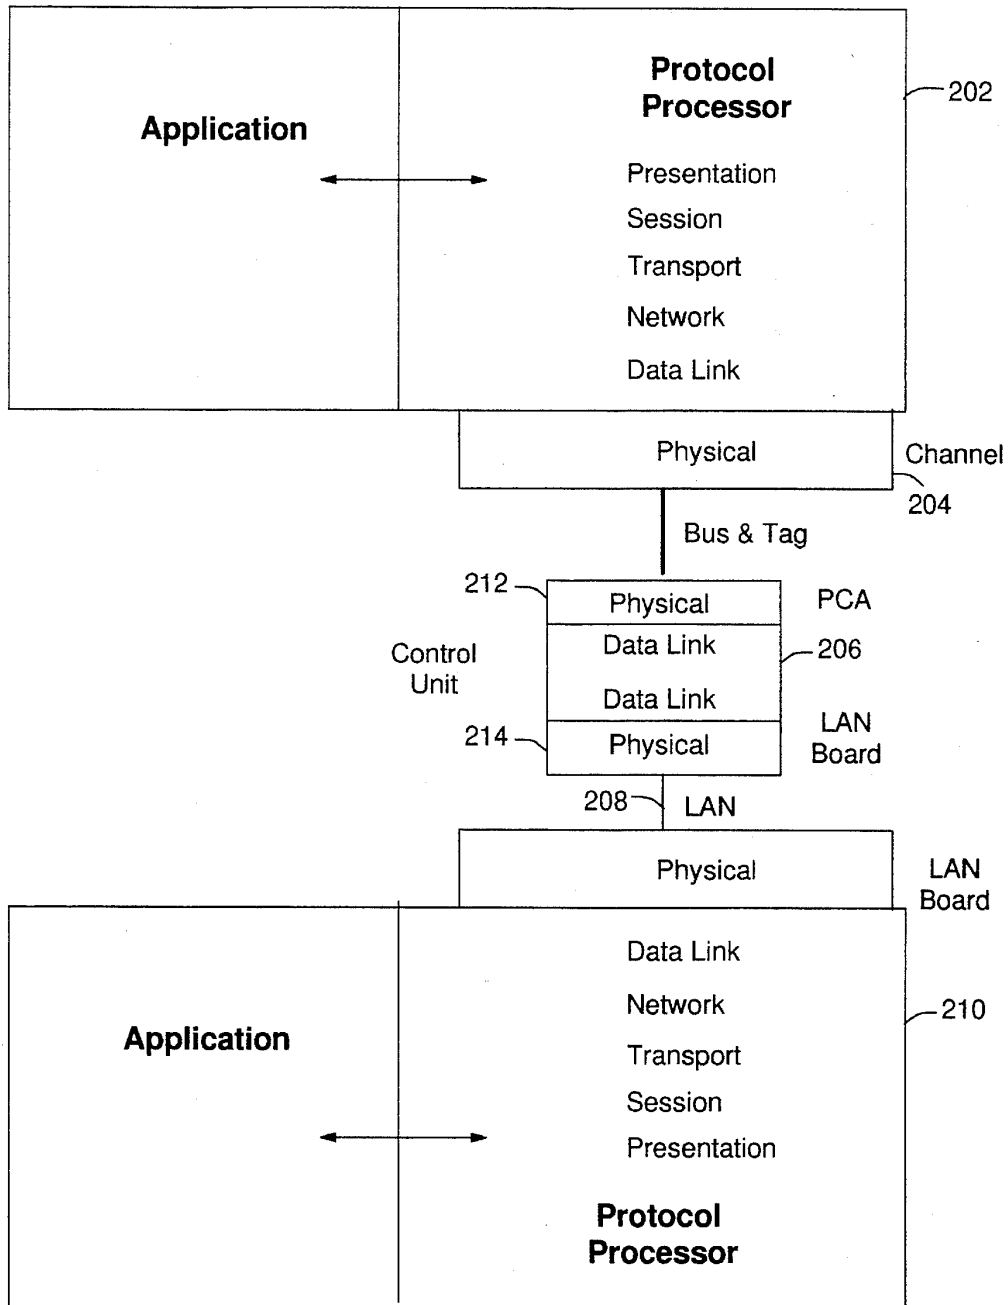 Protocol
Processor
202
Application
Presentation
Session
Transport
Network
Data Link
Physical
Channel
204
Bus & Tag
212
Physical
PCA
Control
Unit
Data Link
206
Data Link
214
Physical
LAN
Board
208
LAN
Physical
LAN
Board
Data Link
Network
210
Application
Transport
Session
Presentation
Protocol
Processor